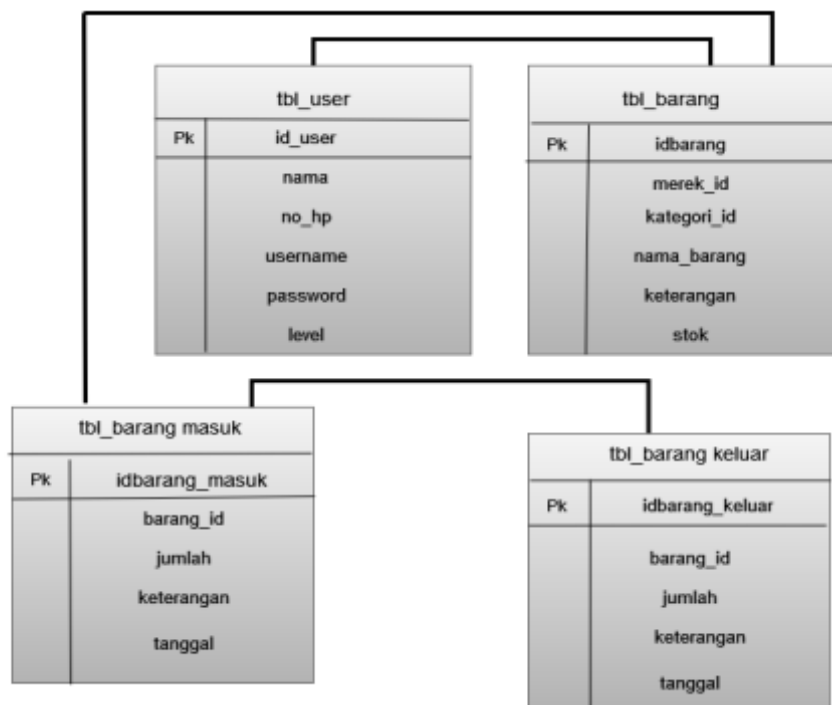 tbl_user
Pk id_user
nama
no_hp
username
password
level
tbl_barang
Pk idbarang
merek_id
kategori_id
nama_barang
keterangan
stok
tbl_barang masuk
Pk idbarang_masuk
barang_id
jumlah
keterangan
tanggal
tbl_barang keluar
Pk idbarang_keluar
barang_id
jumlah
keterangan
tanggal